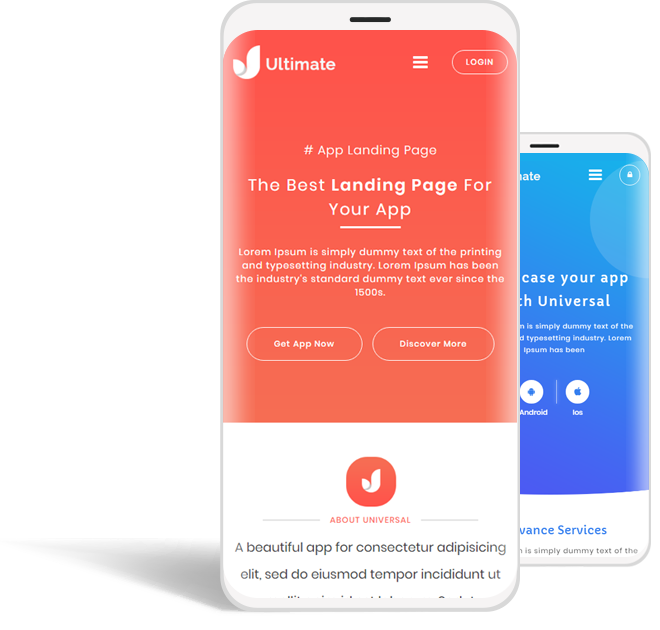 Ultimate
LOGIN
# App Landing Page
The Best Landing Page For
Your App
Lorem Ipsum is simply dummy text of the printing
and typesetting industry. Lorem Ipsum has been
the industry's standard dummy text ever since the
1500s.
Get App Now
Discover More
ABOUT UNIVERSAL
A beautiful app for consectetur adipisicing
elit, sed do eiusmod tempor incididunt ut
mate
case your app
ch Universal
m is simply dummy text of the
d typesetting industry. Lorem
Ipsum has been
Android
Ios
vance Services
m is simply dummy text of the